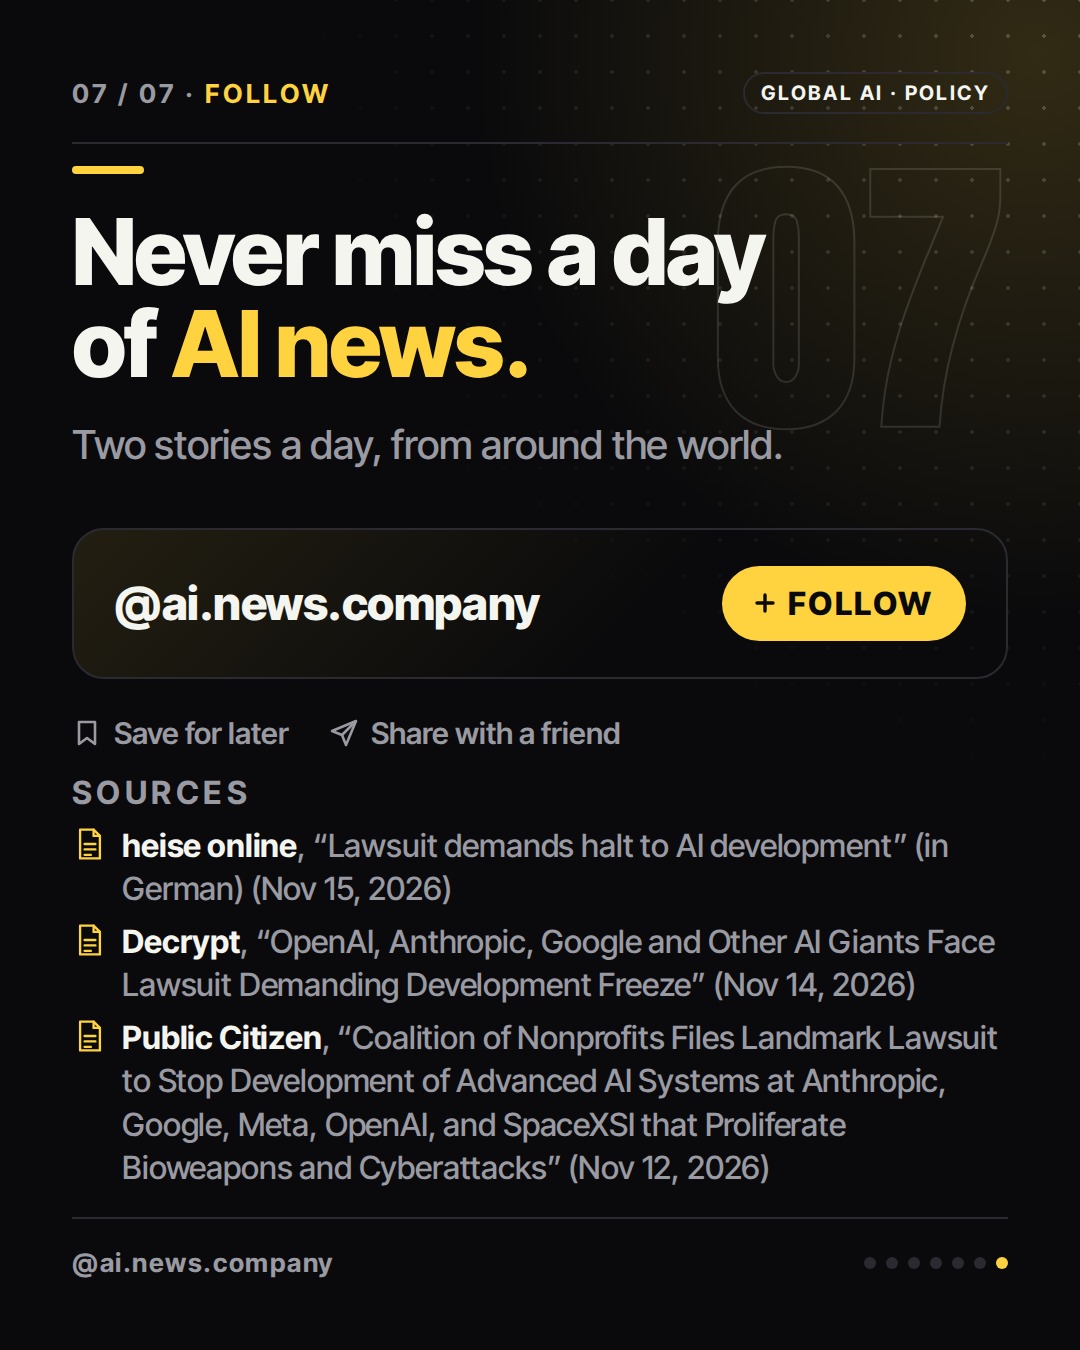 07 / 07 · FOLLOW
GLOBAL AI · POLICY
07
Never miss a day
of AI news.
Two stories a day, from around the world.
@ai.news.company
+ FOLLOW
Save for later
Share with a friend
SOURCES
heise online, “Lawsuit demands halt to AI development” (in
German) (Nov 15, 2026)
Decrypt, “OpenAI, Anthropic, Google and Other AI Giants Face
Lawsuit Demanding Development Freeze” (Nov 14, 2026)
Public Citizen, “Coalition of Nonprofits Files Landmark Lawsuit
to Stop Development of Advanced AI Systems at Anthropic,
Google, Meta, OpenAI, and SpaceXSI that Proliferate
Bioweapons and Cyberattacks” (Nov 12, 2026)
@ai.news.company